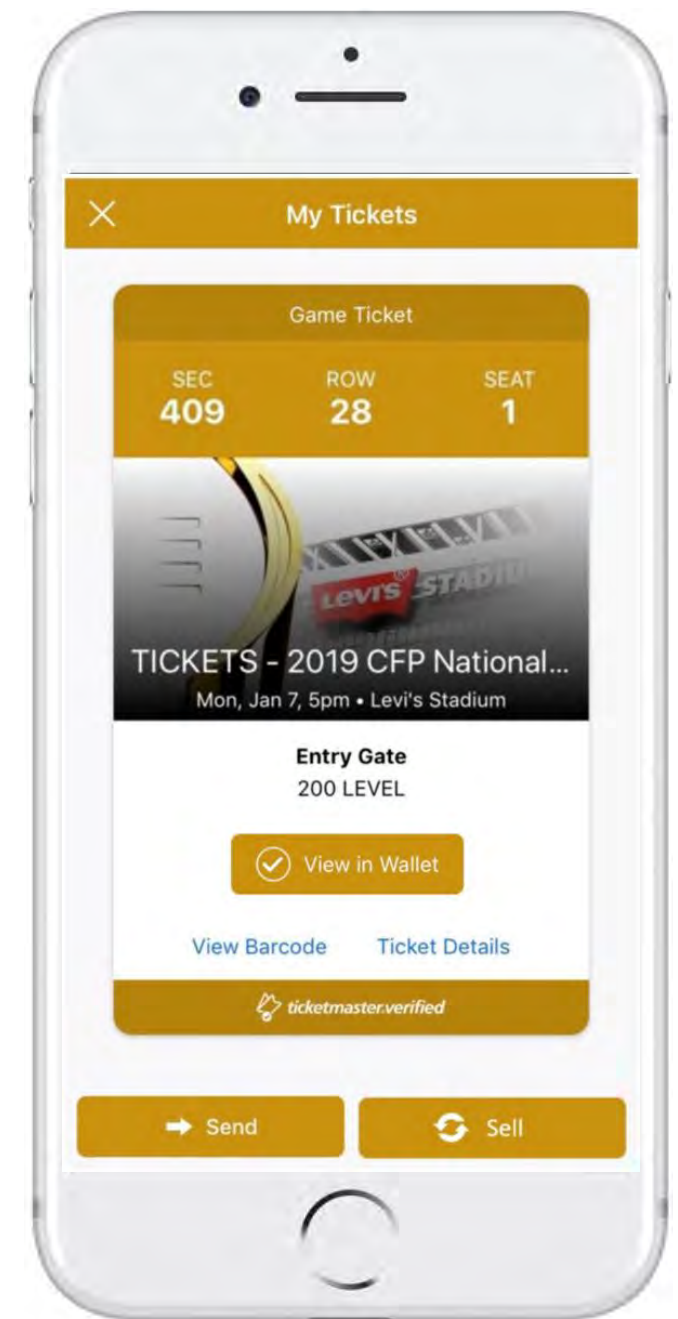 My Tickets
Game Ticket
SEC ROW SEAT
409 28 1
LEVI'S® STADIUM
TICKETS - 2019 CFP National...
Mon, Jan 7, 5pm • Levi's Stadium
Entry Gate
200 LEVEL
View in Wallet
View Barcode Ticket Details
ticketmaster.verified
Send Sell